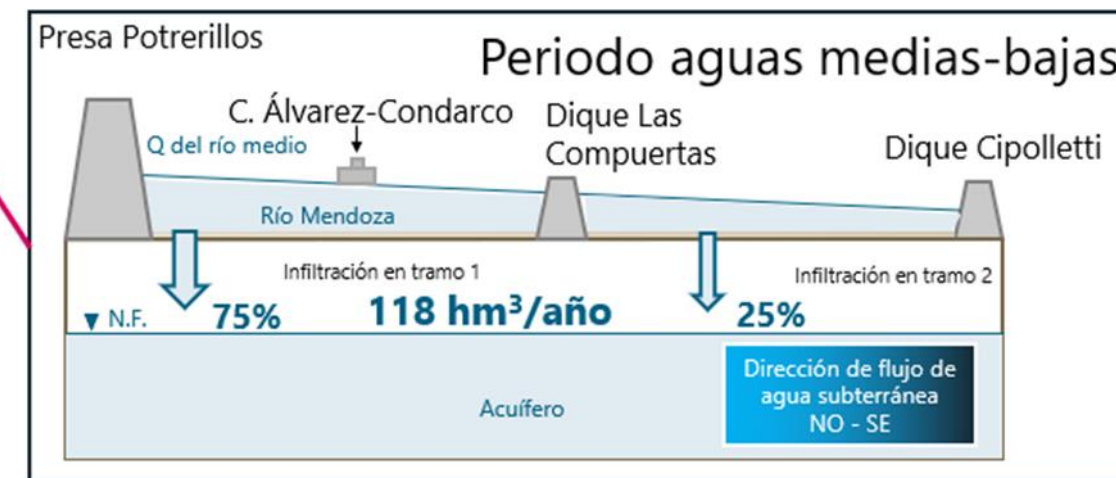 Presa Potrerillos
Periodo aguas medias-bajas
C. Álvarez-Condarco
Dique Las
Compuertas
Dique Cipolletti
Q del río medio
Río Mendoza
Infiltración en tramo 1
Infiltración en tramo 2
▼ N.F.
75%
118 hm³/año
25%
Dirección de flujo de
agua subterránea
NO - SE
Acuífero